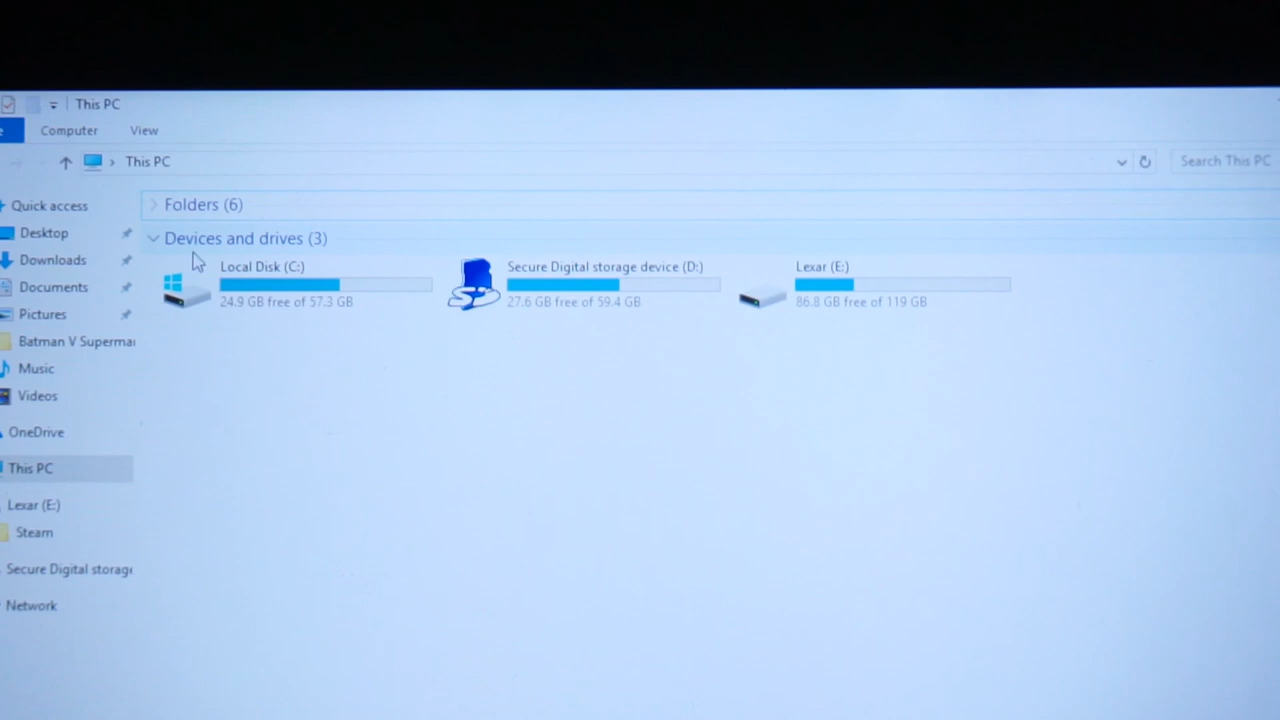 This PC
Computer View
This PC
Search This PC
Quick access
Desktop
Downloads
Documents
Pictures
Batman V Superma
Music
Videos
OneDrive
This PC
Lexar (E:)
Steam
Secure Digital storag
Network
Folders (6)
Devices and drives (3)
Local Disk (C:)
24.9 GB free of 57.3 GB
Secure Digital storage device (D:)
27.6 GB free of 59.4 GB
Lexar (E:)
86.8 GB free of 119 GB